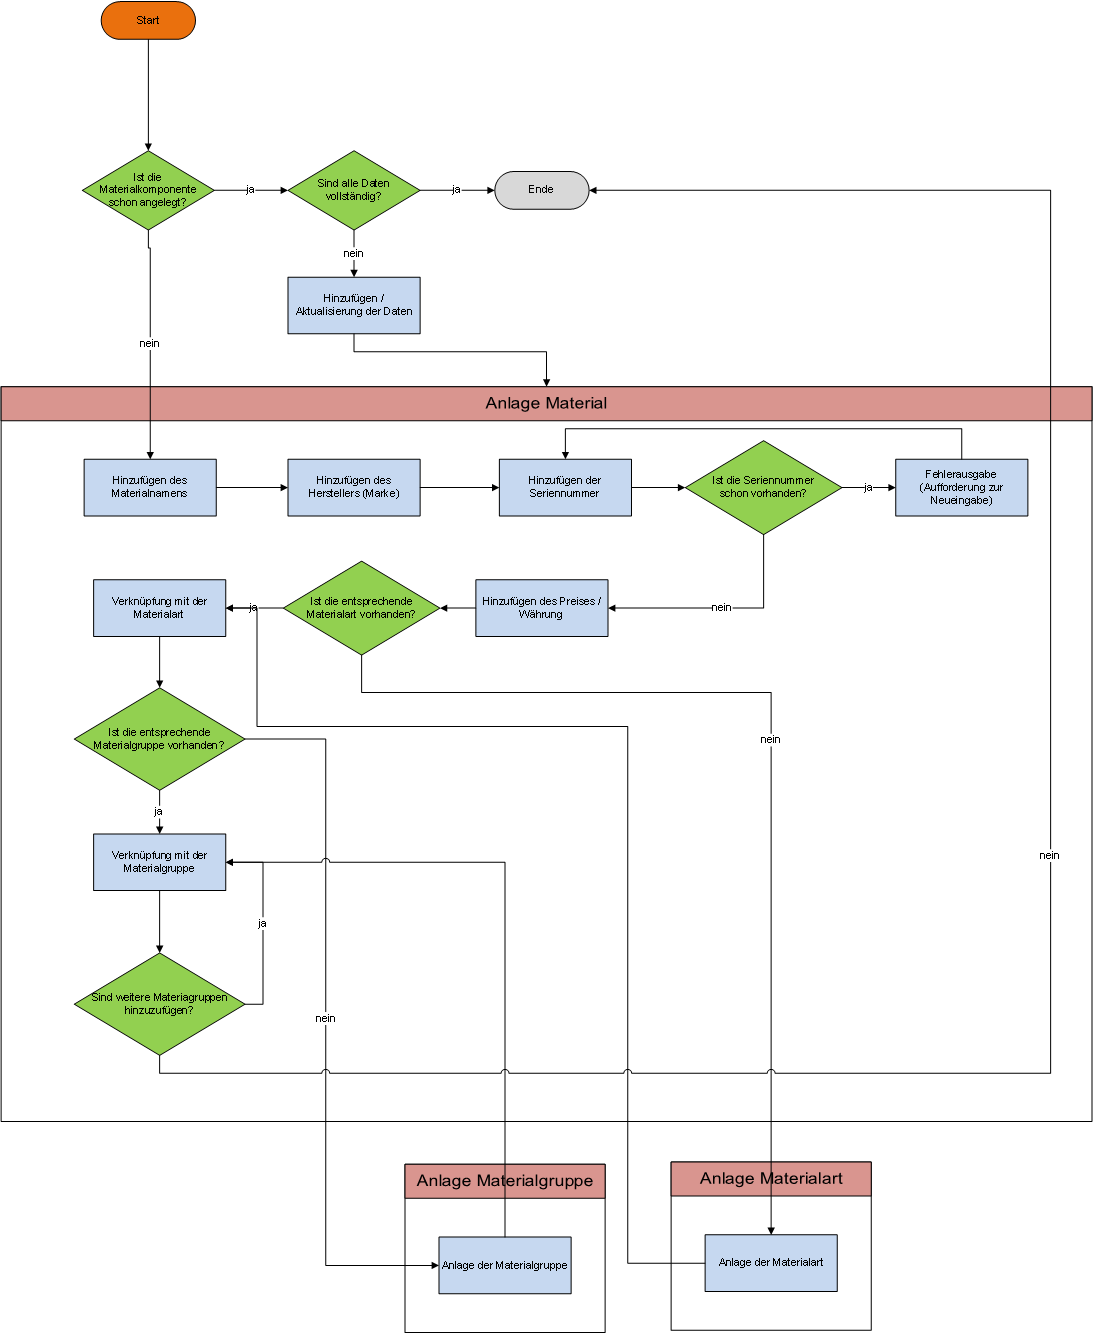 Start
Ist die
Materialkomponente
schon angelegt?
ja
Sind alle Daten
vollständig?
ja
Ende
nein
Hinzufügen /
Aktualisierung der Daten
nein
Anlage Material
Hinzufügen des
Materialnamens
Hinzufügen des
Herstellers (Marke)
Hinzufügen der
Seriennummer
Ist die Seriennummer
schon vorhanden?
ja
Fehlerausgabe
(Aufforderung zur
Neueingabe)
Verknüpfung mit der
Materialart
ja
Ist die entsprechende
Materialart vorhanden?
Hinzufügen des Preises /
Währung
nein
Ist die entsprechende
Materialgruppe vorhanden?
nein
ja
Verknüpfung mit der
Materialgruppe
nein
ja
Sind weitere Materiagruppen
hinzuzufügen?
nein
Anlage Materialgruppe
Anlage Materialart
Anlage der Materialgruppe
Anlage der Materialart